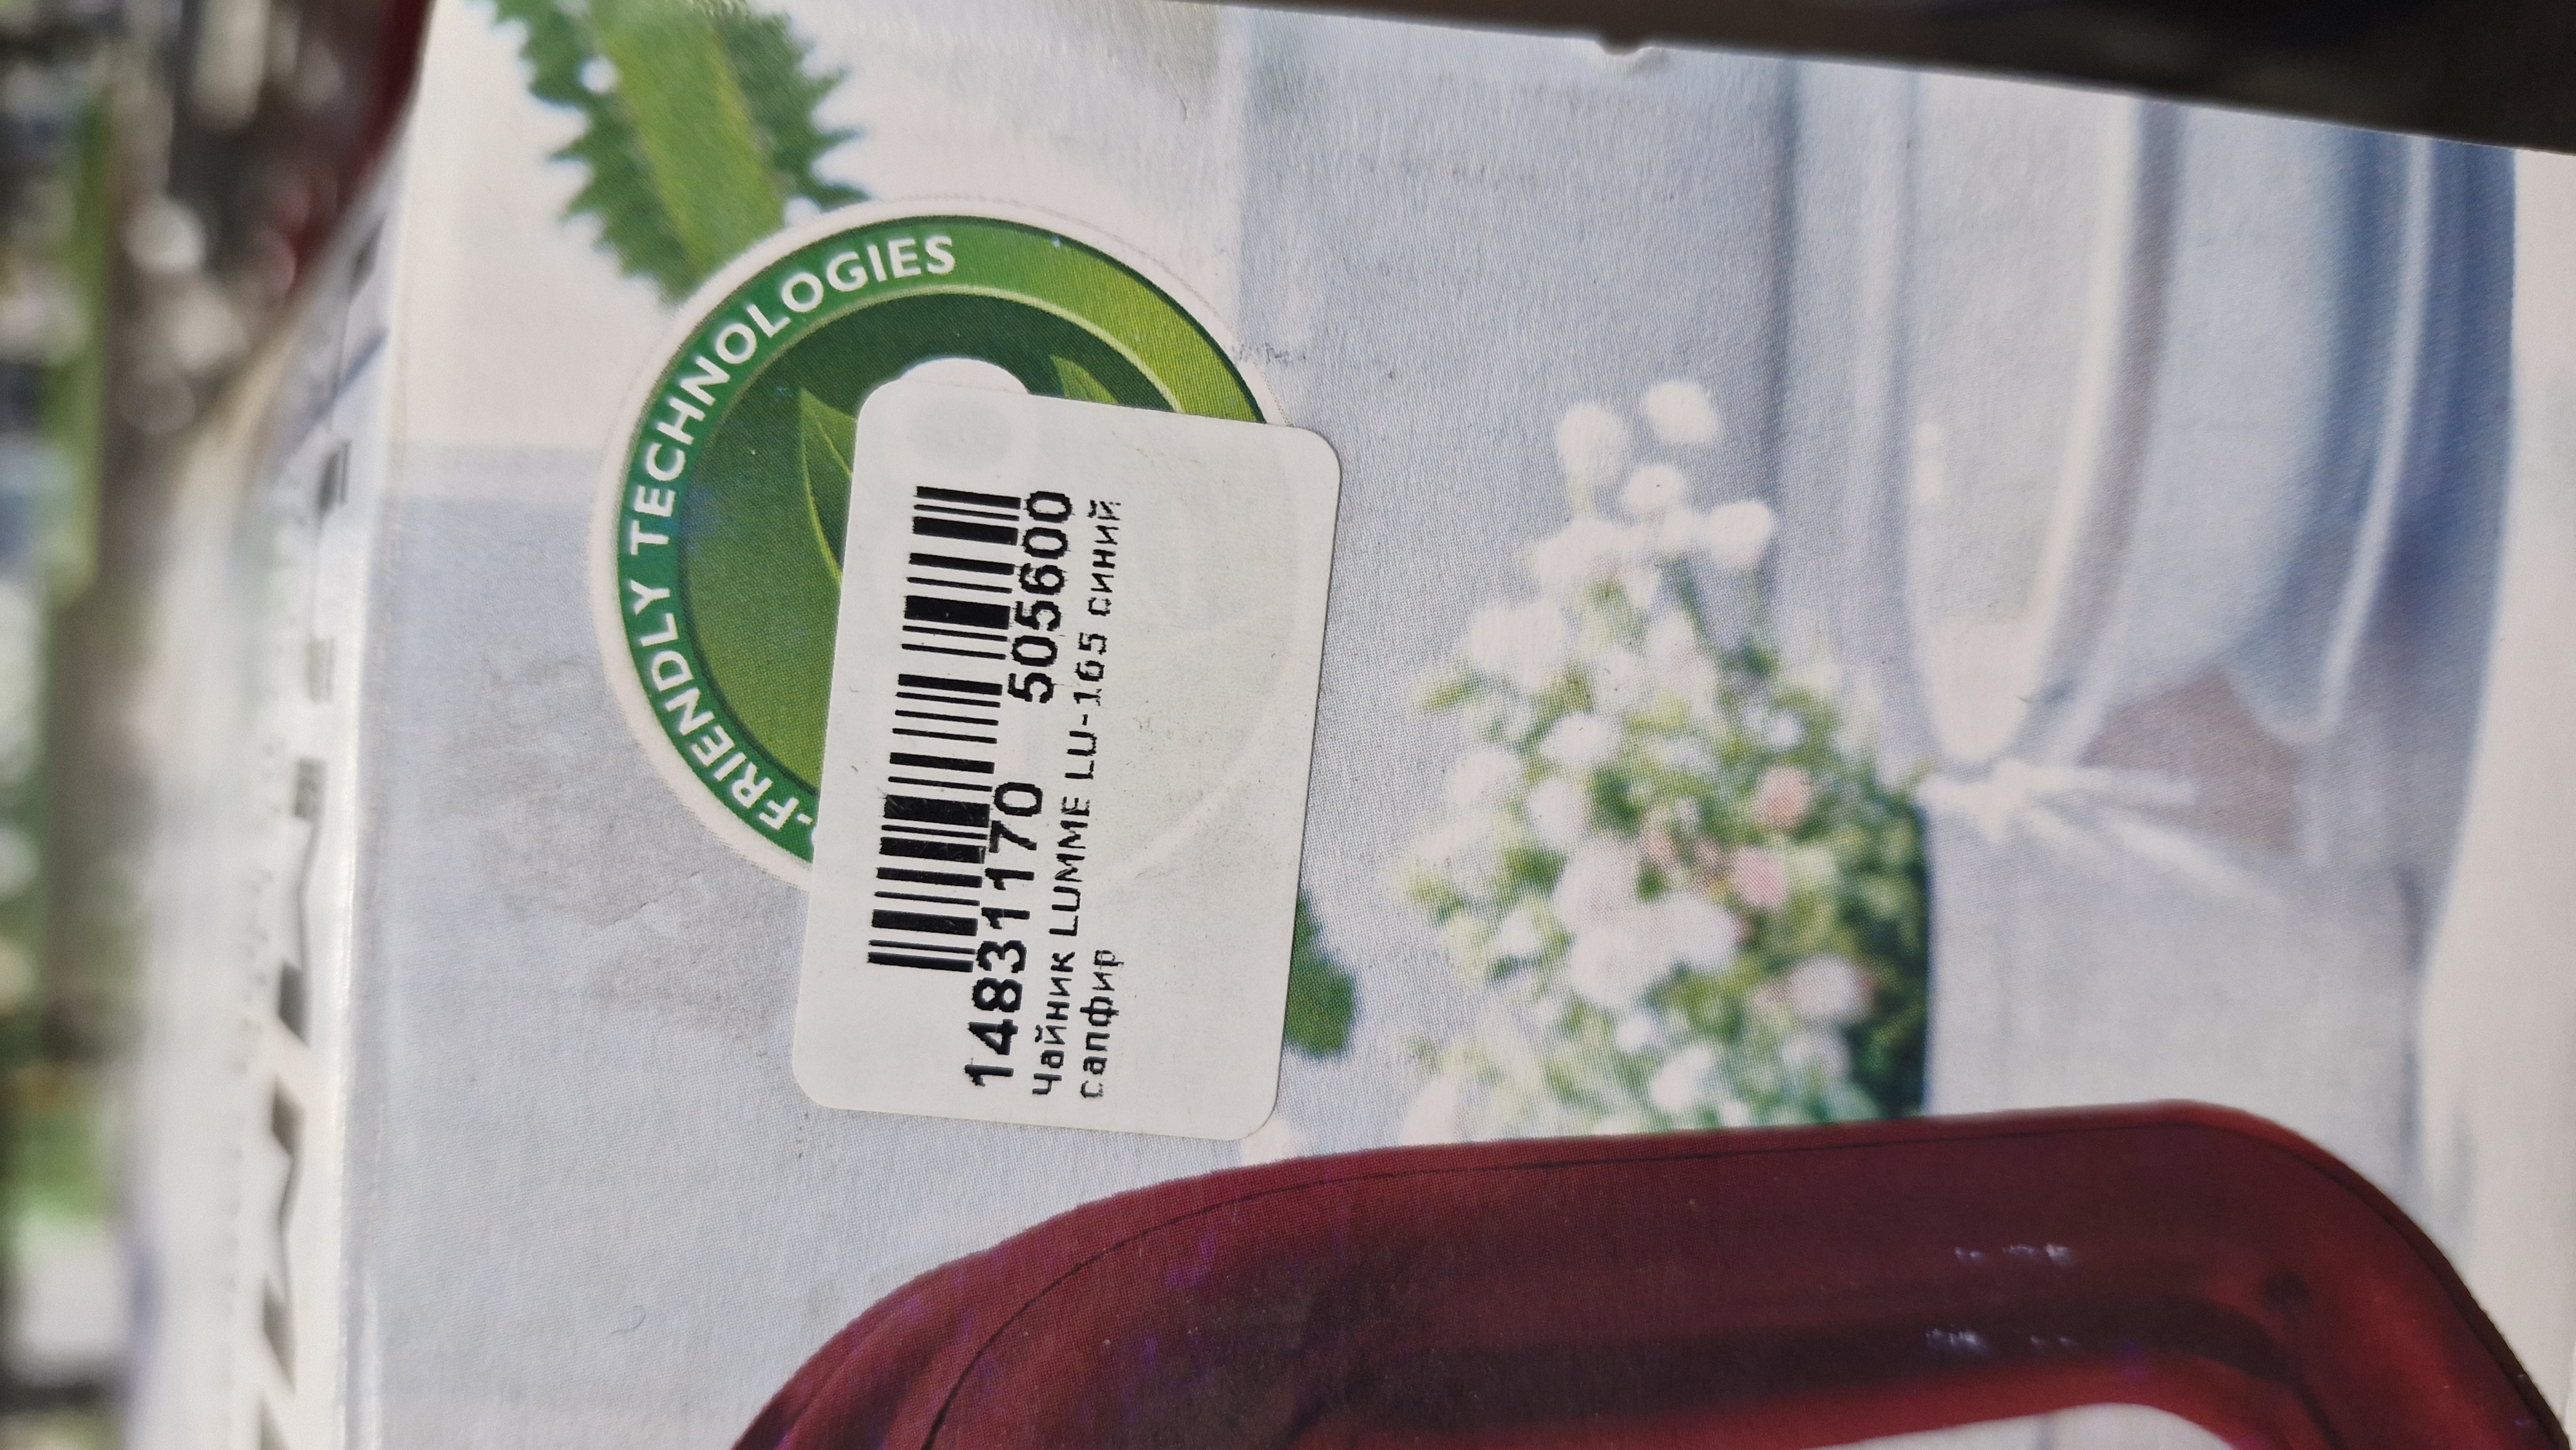 .FRIENDLY TECHNOLOGIES
14831170 505600
Чайник LUMME LU-165 синий
сапфир